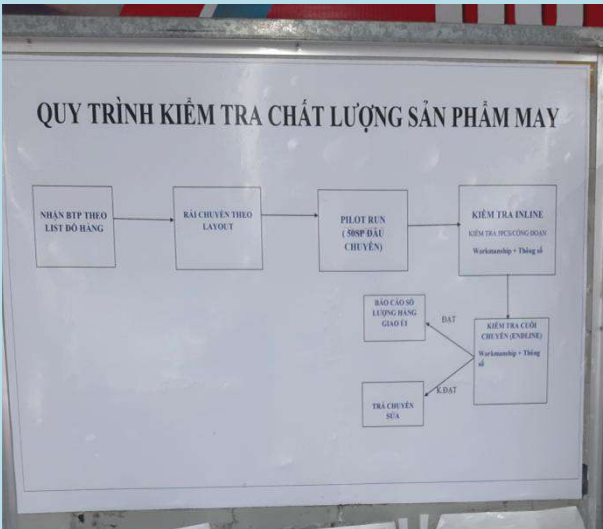 QUY TRÌNH KIỂM TRA CHẤT LƯỢNG SẢN PHẨM MAY
NHẬN BTP THEO
LIST ĐỒ HÀNG
RẢI CHUYỀN THEO
LAYOUT
PILOT RUN
( 50SP ĐẦU
CHUYỀN)
KIỂM TRA INLINE
KIỂM TRA 5PCS/CÔNG ĐOẠN
Workmanship + Thông số
KIỂM TRA CUỐI
CHUYỀN (ENDLINE)
Workmanship + Thông
số
ĐẠT
BÁO CÁO SỐ
LƯỢNG HÀNG
GIAO ỦI
K.ĐẠT
TRẢ CHUYỀN
SỬA